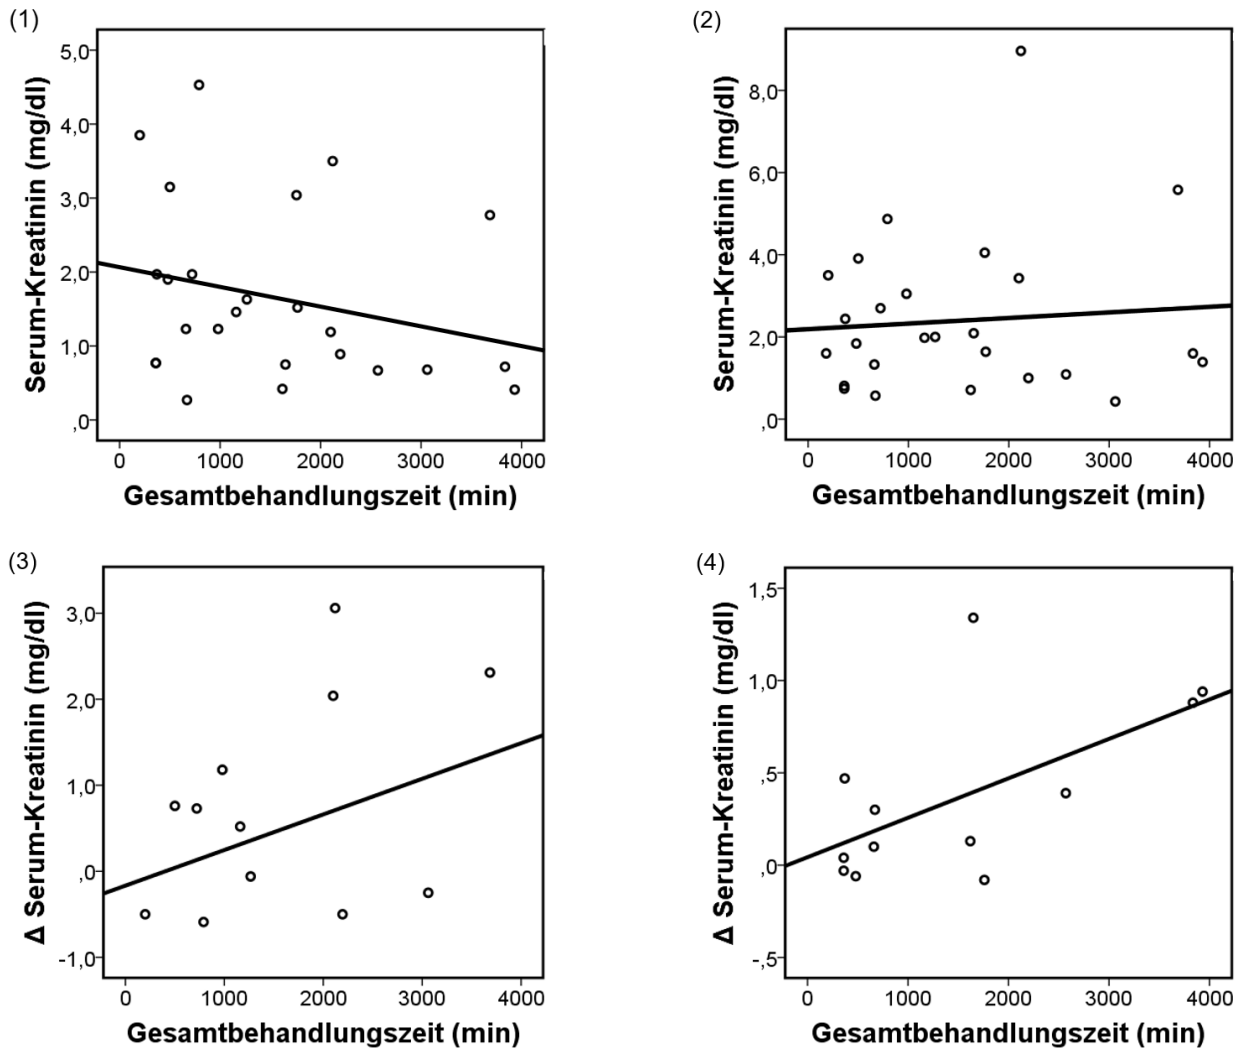 (1)
Serum-Kreatinin (mg/dl)
5,0
4,0
3,0
2,0
1,0
,0
0 1000 2000 3000 4000
Gesamtbehandlungszeit (min)
(2)
Serum-Kreatinin (mg/dl)
8,0
6,0
4,0
2,0
,0
0 1000 2000 3000 4000
Gesamtbehandlungszeit (min)
(3)
Δ Serum-Kreatinin (mg/dl)
3,0
2,0
1,0
,0
-1,0
0 1000 2000 3000 4000
Gesamtbehandlungszeit (min)
(4)
Δ Serum-Kreatinin (mg/dl)
1,5
1,0
,5
,0
-,5
0 1000 2000 3000 4000
Gesamtbehandlungszeit (min)